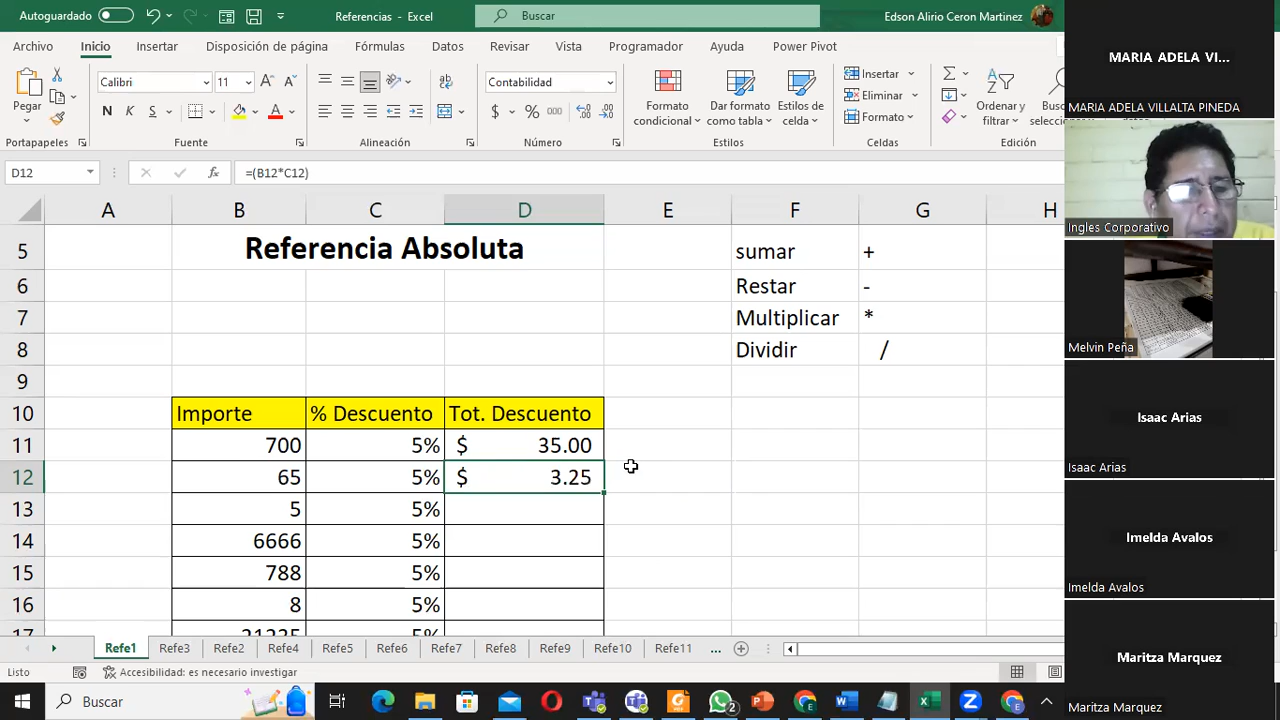 Autoguardado
Referencias - Excel
Buscar
Edson Alirio Ceron Martinez
Archivo Inicio Insertar Disposición de página Fórmulas Datos Revisar Vista Programador Ayuda Power Pivot
Pegar
Calibri 11
N K S
Contabilidad
$ % 000
Formato condicional
Dar formato como tabla
Estilos de celda
Insertar
Eliminar
Formato
Ordenar y filtrar
Portapapeles Fuente Alineación Número Estilos Celdas Edición
D12 fx =(B12*C12)
A B C D E F G H
5 Referencia Absoluta sumar +
6 Restar -
7 Multiplicar *
8 Dividir /
9
10 Importe % Descuento Tot. Descuento
11 700 5% $ 35.00
12 65 5% $ 3.25
13 5 5%
14 6666 5%
15 788 5%
16 8 5%
Refe1 Refe3 Refe2 Refe4 Refe5 Refe6 Refe7 Refe8 Refe9 Refe10 Refe11 ...
Listo Accesibilidad: es necesario investigar
Buscar
2
MARIA ADELA VI...
MARIA ADELA VILLALTA PINEDA
Ingles Corporativo
Melvin Peña
Isaac Arias
Isaac Arias
Imelda Avalos
Imelda Avalos
Maritza Marquez
Maritza Marquez